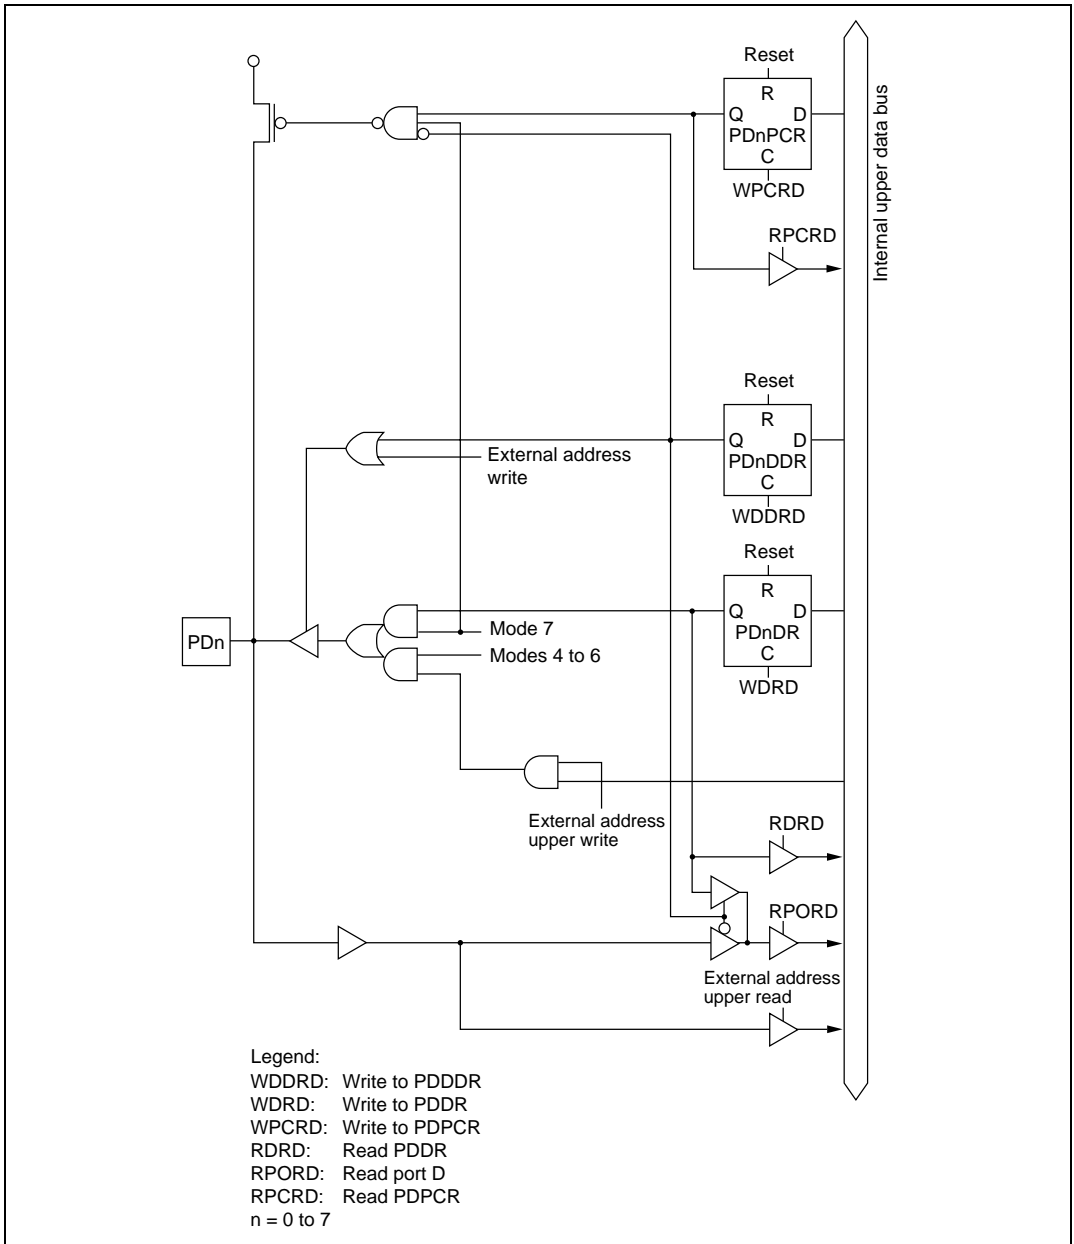 Reset
R
Q D
PDnPCR
C
WPCRD
Internal upper data bus
RPCRD
Reset
R
Q D
PDnDDR
C
WDDRD
External address
write
Reset
R
Q D
PDnDR
C
WDRD
Mode 7
PDn
Modes 4 to 6
External address
upper write
RDRD
RPORD
External address
upper read
Legend:
WDDRD: Write to PDDDR
WDRD: Write to PDDR
WPCRD: Write to PDPCR
RDRD: Read PDDR
RPORD: Read port D
RPCRD: Read PDPCR
n = 0 to 7